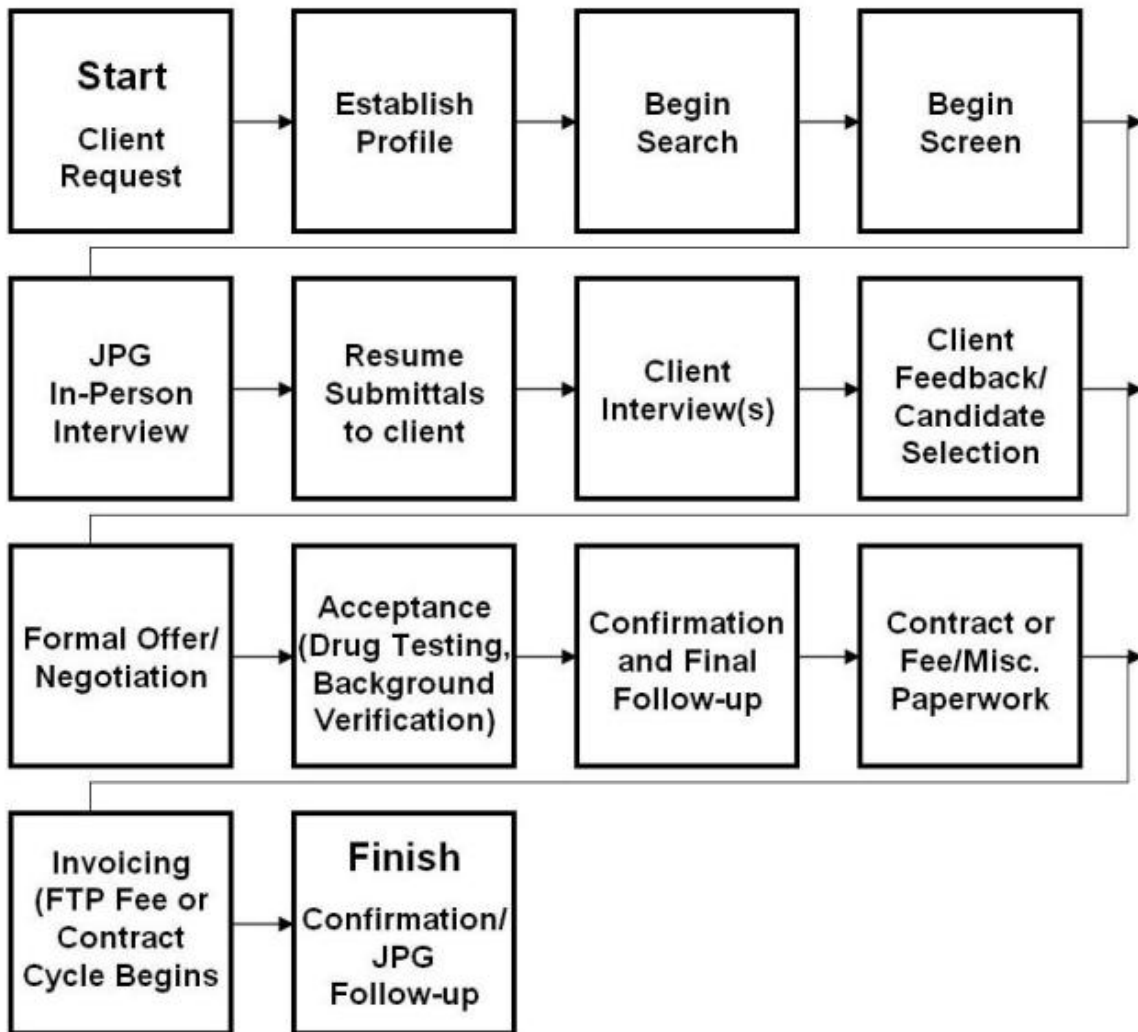 Start
Client
Request
Establish
Profile
Begin
Search
Begin
Screen
JPG
In-Person
Interview
Resume
Submittals
to client
Client
Interview(s)
Client
Feedback/
Candidate
Selection
Formal Offer/
Negotiation
Acceptance
(Drug Testing,
Background
Verification)
Confirmation
and Final
Follow-up
Contract or
Fee/Misc.
Paperwork
Invoicing
(FTP Fee or
Contract
Cycle Begins
Finish
Confirmation/
JPG
Follow-up